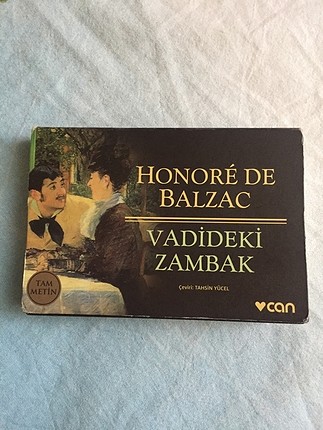 HONORÉ DE
BALZAC
VADİDEKİ
ZAMBAK
Çeviri: TAHSİN YÜCEL
TAM
METİN
can